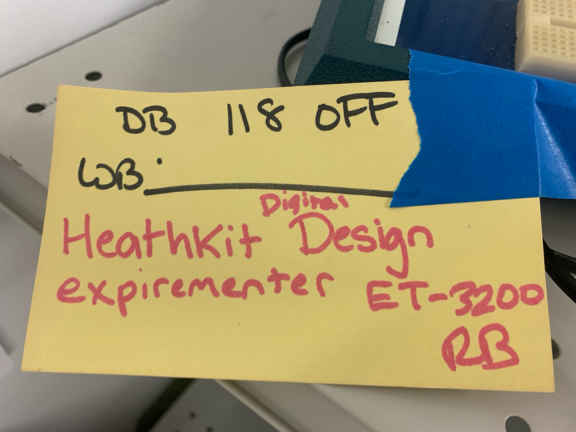 DB 118 OFF
WB:
Digital
HeathKit Design
expirementer ET-3200
RB